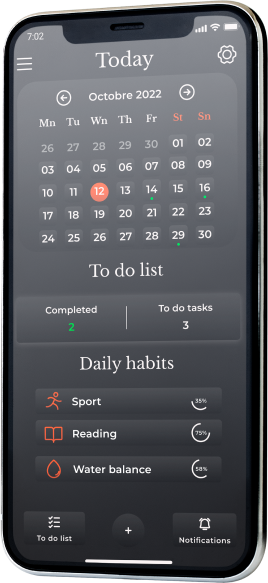 7:02
Today
Octobre 2022
Mn Tu Wn Th Fr St Sn
26 27 28 29 30 01 02
03 04 05 06 07 08 09
10 11 12 13 14 15 16
17 18 19 20 21 22 23
24 25 26 27 28 29 30
To do list
Completed To do tasks
2 3
Daily habits
Sport 35%
Reading 75%
Water balance 58%
To do list + Notifications